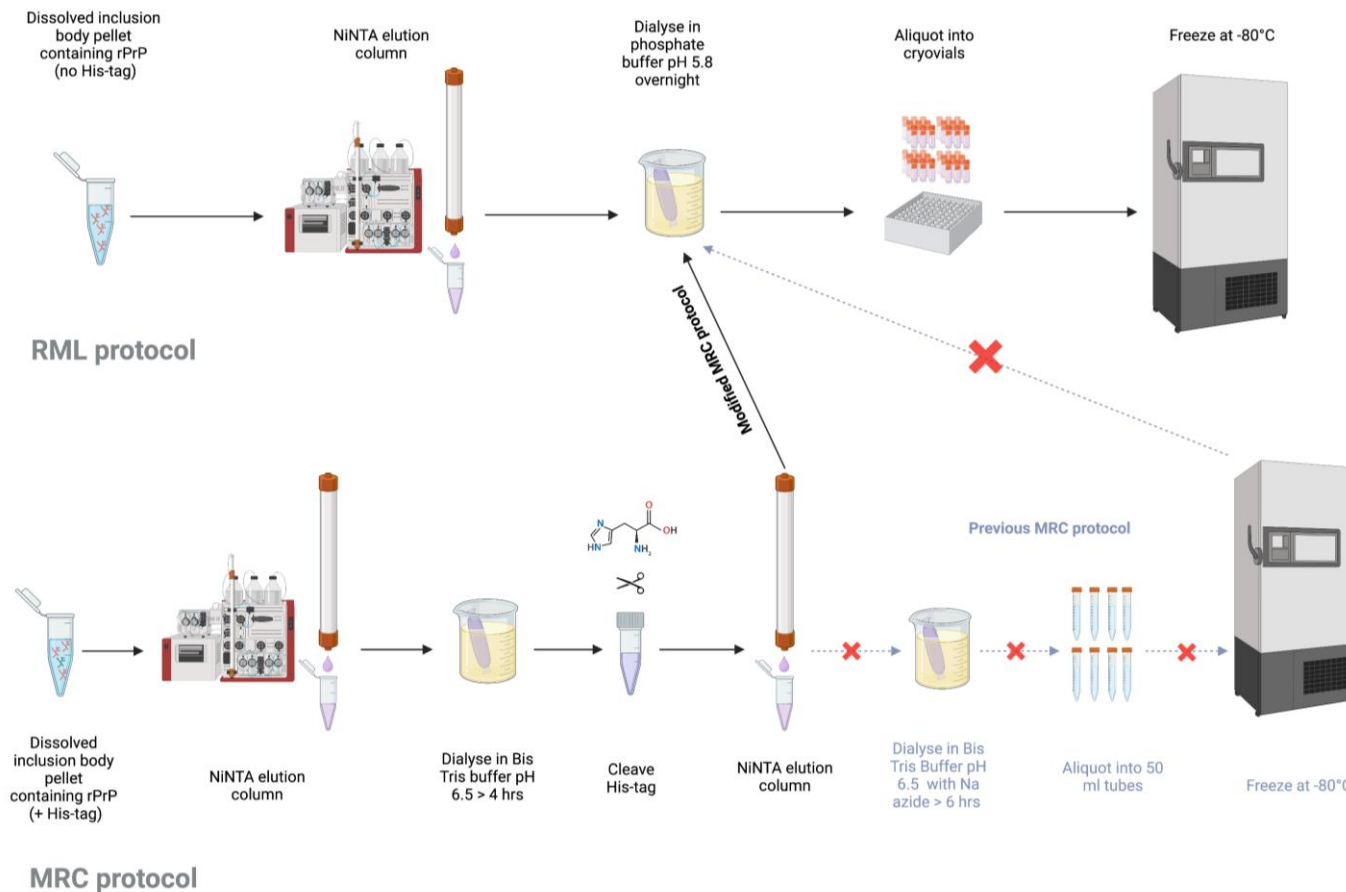 Dissolved inclusion
body pellet
containing rPrP
(no His-tag)
NiNTA elution
column
Dialyse in
phosphate
buffer pH 5.8
overnight
Aliquot into
cryovials
Freeze at -80°C
RML protocol
Modified MRC protocol
N
HN
O
OH
NH₂
Previous MRC protocol
Dissolved
inclusion body
pellet
containing rPrP
(+ His-tag)
NiNTA elution
column
Dialyse in Bis
Tris buffer pH
6.5 > 4 hrs
Cleave
His-tag
NiNTA elution
column
Dialyse in Bis
Tris Buffer pH
6.5 with Na
azide > 6 hrs
Aliquot into 50
ml tubes
Freeze at -80°C
MRC protocol